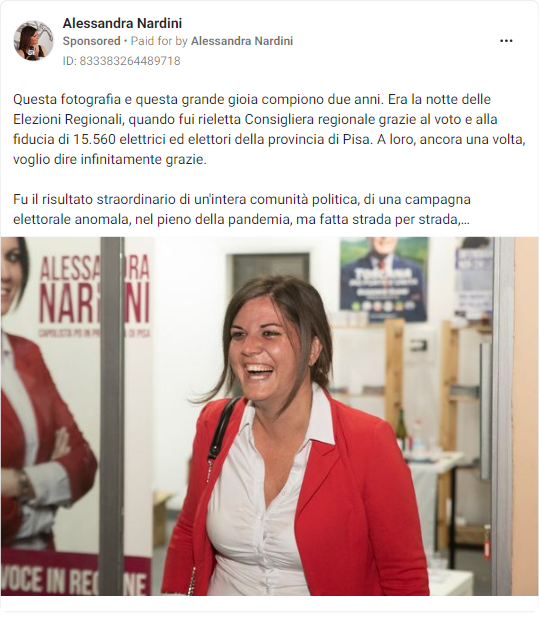 Alessandra Nardini
Sponsored • Paid for by Alessandra Nardini
ID: 833383264489718
Questa fotografia e questa grande gioia compiono due anni. Era la notte delle
Elezioni Regionali, quando fui rieletta Consigliera regionale grazie al voto e alla
fiducia di 15.560 elettrici ed elettori della provincia di Pisa. A loro, ancora una volta,
voglio dire infinitamente grazie.
Fu il risultato straordinario di un'intera comunità politica, di una campagna
elettorale anomala, nel pieno della pandemia, ma fatta strada per strada,...
ALESSANDRA
NARDINI
CAPOLISTA PD IN PR DI PISA
VOCE IN RE NE